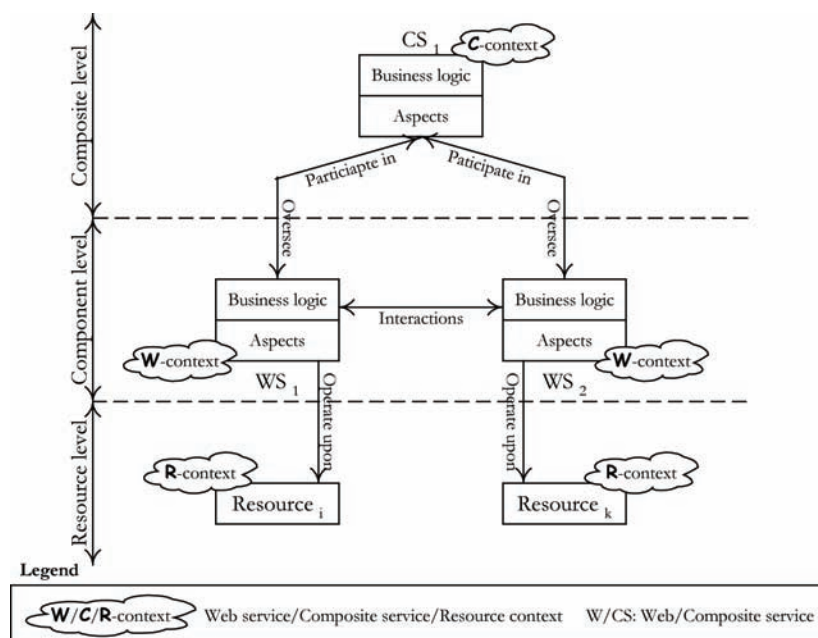 CS 1
C-context
Business logic
Aspects
Composite level
Particiapte in
Paticipate in
Oversee
Oversee
Component level
Business logic
Aspects
Interactions
Business logic
Aspects
W-context
W-context
WS 1
WS 2
Operate upon
Operate upon
Resource level
R-context
R-context
Resource i
Resource k
Legend
W/C/R-context Web service/Composite service/Resource context W/CS: Web/Composite service